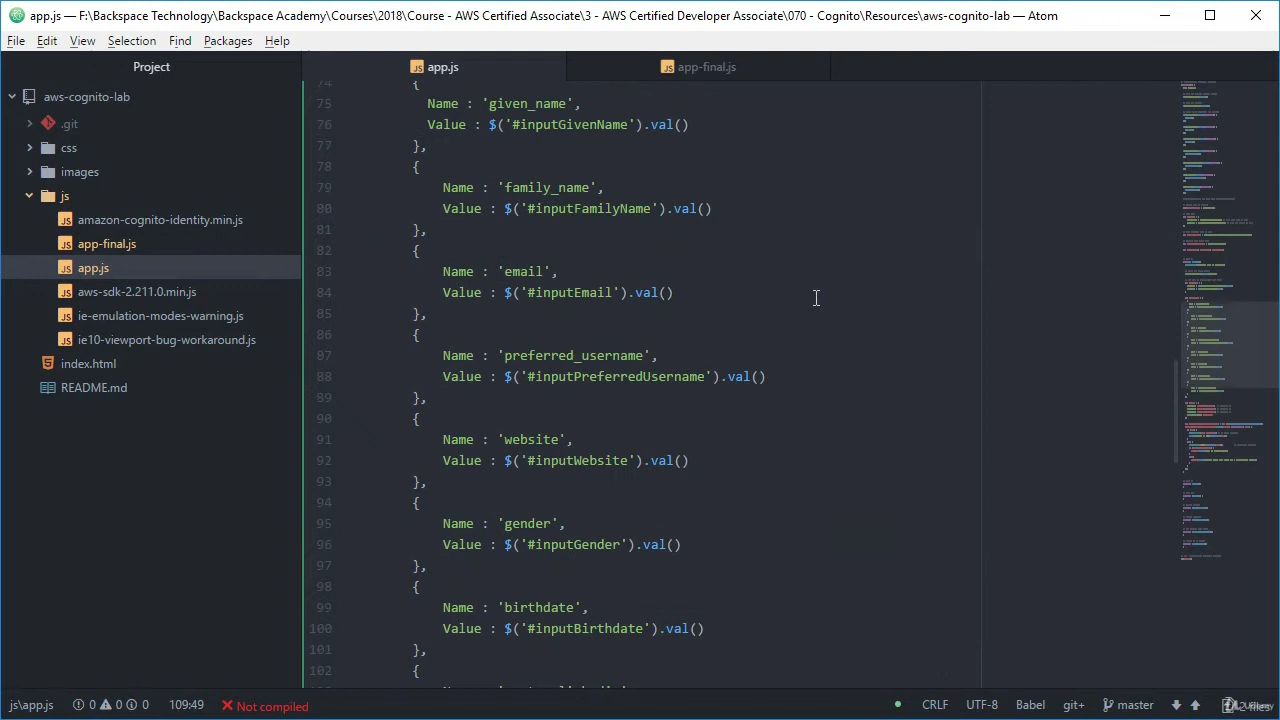 app.js — F:\Backspace Technology\Backspace Academy\Courses\2018\Course - AWS Certified Associate\3 - AWS Certified Developer Associate\070 - Cognito\Resources\aws-cognito-lab — Atom
File Edit View Selection Find Packages Help
Project
app.js
app-final.js
aws-cognito-lab
.git
css
images
js
amazon-cognito-identity.min.js
app-final.js
app.js
aws-sdk-2.211.0.min.js
ie-emulation-modes-warning.js
ie10-viewport-bug-workaround.js
index.html
README.md
74 {
75 Name : 'given_name',
76 Value : $('#inputGivenName').val()
77 },
78 {
79 Name : 'family_name',
80 Value : $('#inputFamilyName').val()
81 },
82 {
83 Name : 'email',
84 Value : $('#inputEmail').val()
85 },
86 {
87 Name : 'preferred_username',
88 Value : $('#inputPreferredUsername').val()
89 },
90 {
91 Name : 'website',
92 Value : $('#inputWebsite').val()
93 },
94 {
95 Name : 'gender',
96 Value : $('#inputGender').val()
97 },
98 {
99 Name : 'birthdate',
100 Value : $('#inputBirthdate').val()
101 },
102 {
js\app.js 0 0 0 109:49 Not compiled CRLF UTF-8 Babel git+ master 2 files